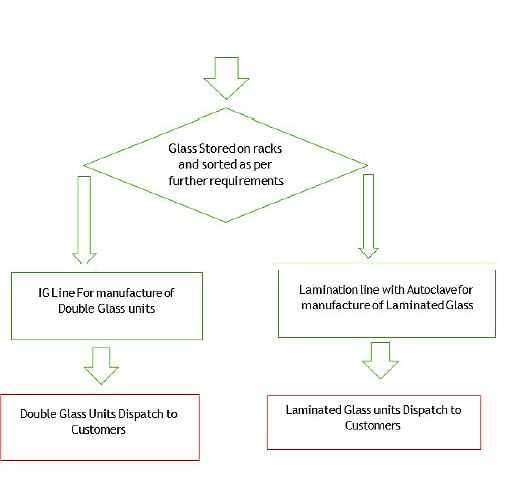 Glass Stored on racks
and sorted as per
further requirements
IG Line For manufacture of
Double Glass units
Lamination line with Autoclave for
manufacture of Laminated Glass
Double Glass Units Dispatch to
Customers
Laminated Glass units Dispatch to
Customers